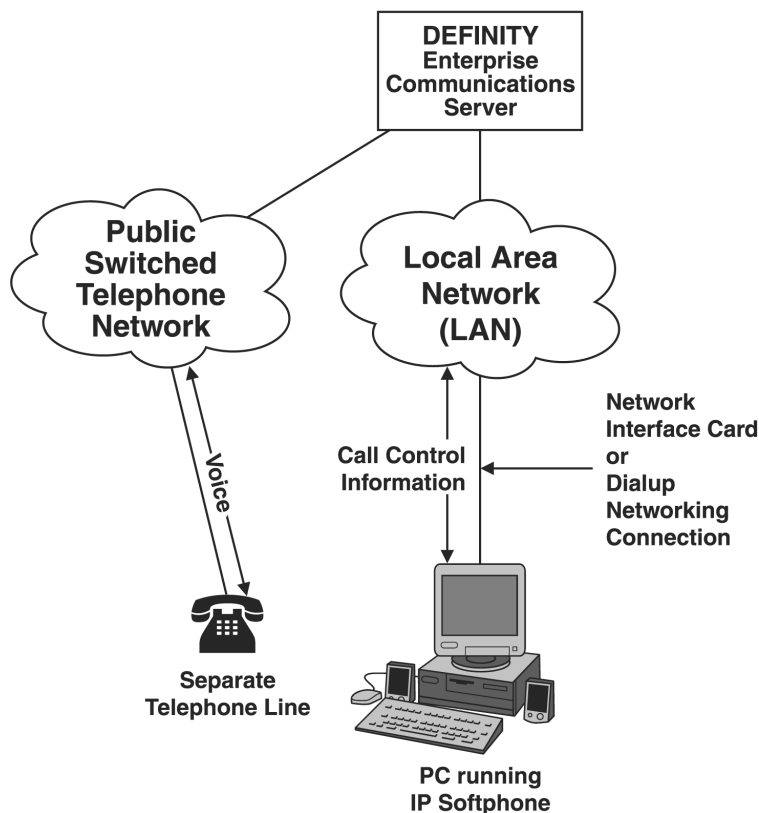 DEFINITY
Enterprise
Communications
Server
Public
Switched
Telephone
Network
Local Area
Network
(LAN)
Voice
Call Control
Information
Network
Interface Card
or
Dialup
Networking
Connection
Separate
Telephone Line
PC running
IP Softphone